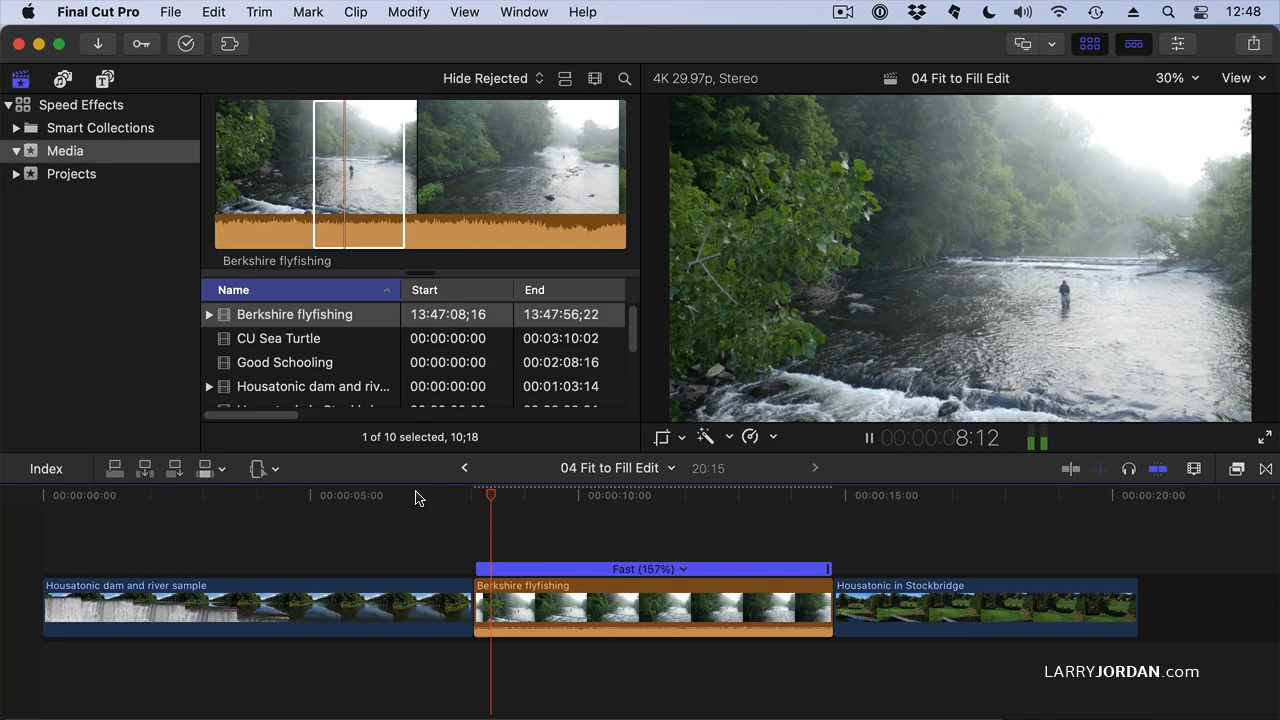 Final Cut Pro File Edit Trim Mark Clip Modify View Window Help 12:48
Hide Rejected 4K 29.97p, Stereo 04 Fit to Fill Edit 30% View
Speed Effects
Smart Collections
Media
Projects
Berkshire flyfishing
Name Start End
Berkshire flyfishing 13:47:08;16 13:47:56;22
CU Sea Turtle 00:00:00:00 00:03:10:02
Good Schooling 00:00:00:00 00:02:08:16
Housatonic dam and riv... 00:00:00:00 00:01:03:14
1 of 10 selected, 10;18
00:00:00:08:12
Index 04 Fit to Fill Edit 20:15
00:00:00:00 00:00:05:00 00:00:10:00 00:00:15:00 00:00:20:00
Fast (157%)
Housatonic dam and river sample Berkshire flyfishing Housatonic in Stockbridge
LARRYJORDAN.com